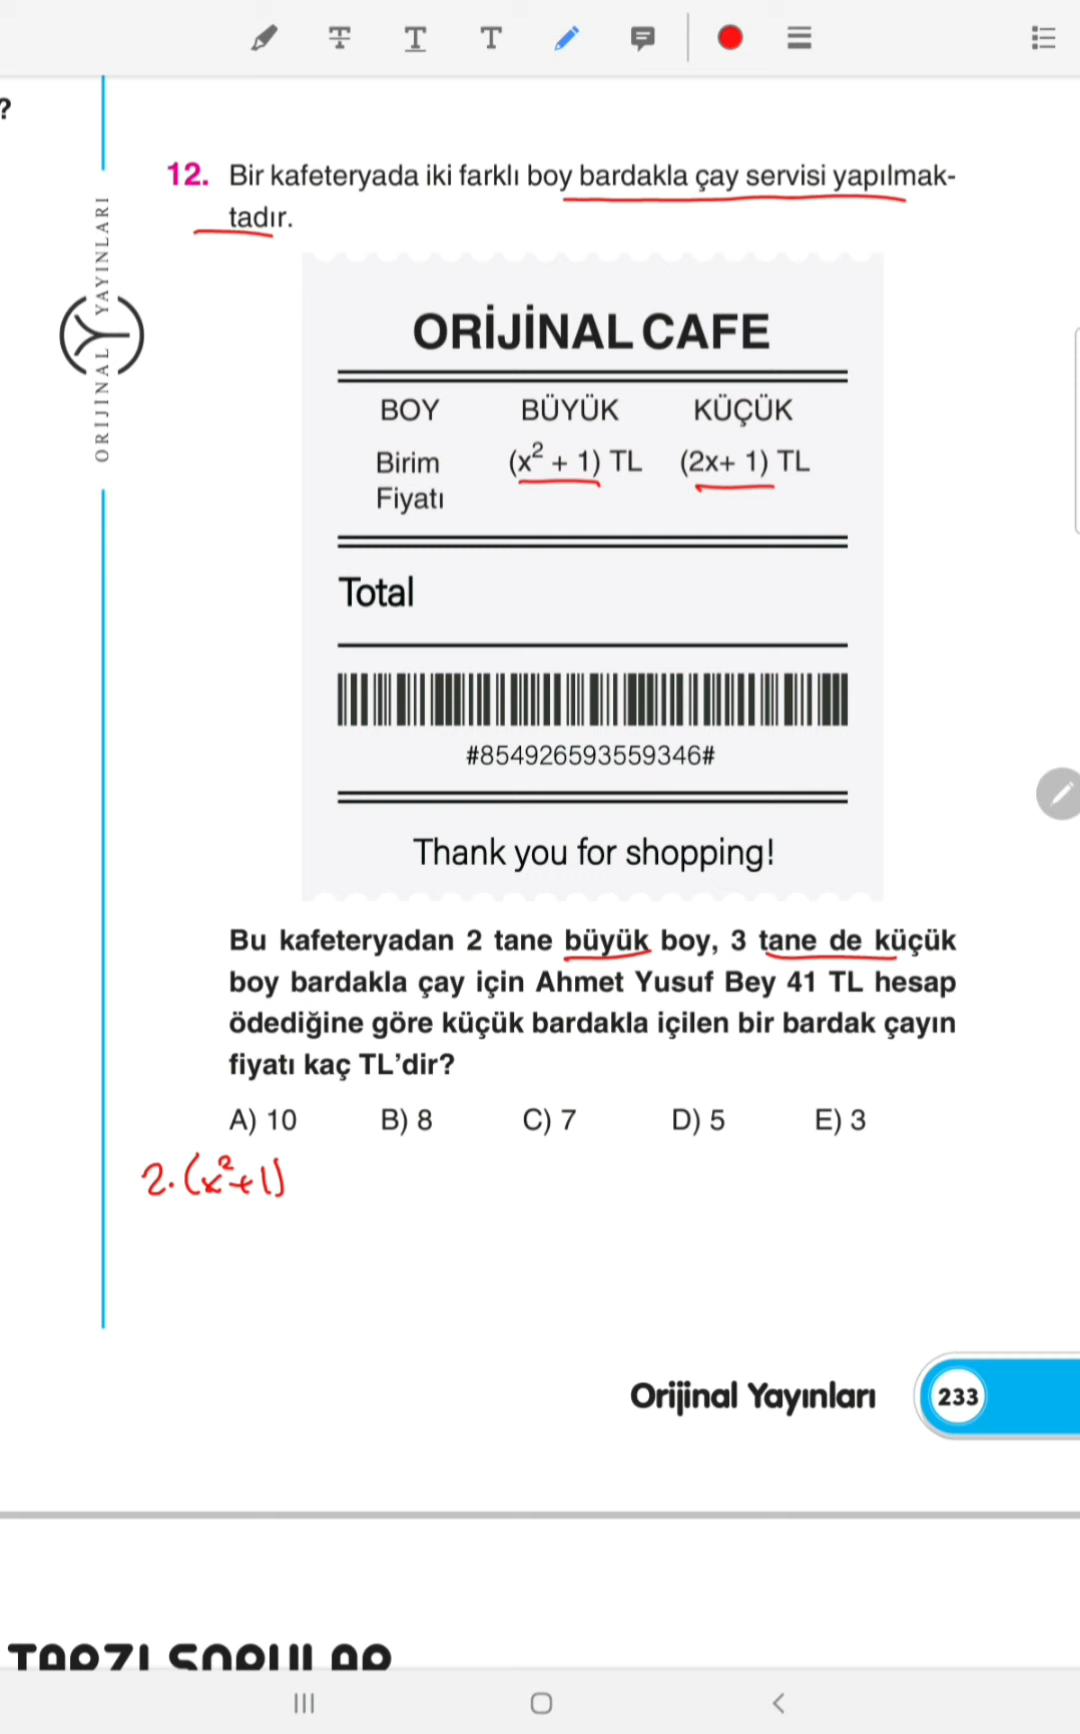 ?
12. Bir kafeteryada iki farklı boy bardakla çay servisi yapılmak-
tadır.
ORİJİNAL YAYINLARI
ORİJİNAL CAFE
BOY BÜYÜK KÜÇÜK
Birim (x² + 1) TL (2x+ 1) TL
Fiyatı
Total
#854926593559346#
Thank you for shopping!
Bu kafeteryadan 2 tane büyük boy, 3 tane de küçük
boy bardakla çay için Ahmet Yusuf Bey 41 TL hesap
ödediğine göre küçük bardakla içilen bir bardak çayın
fiyatı kaç TL'dir?
A) 10 B) 8 C) 7 D) 5 E) 3
2.(x²+1)
Orijinal Yayınları 233
TARZI SORULAR